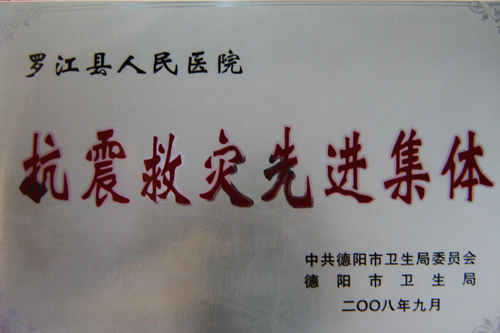 罗江县人民医院
抗震救灾先进集体
中共德阳市卫生局委员会
德阳市卫生局
二〇〇八年九月